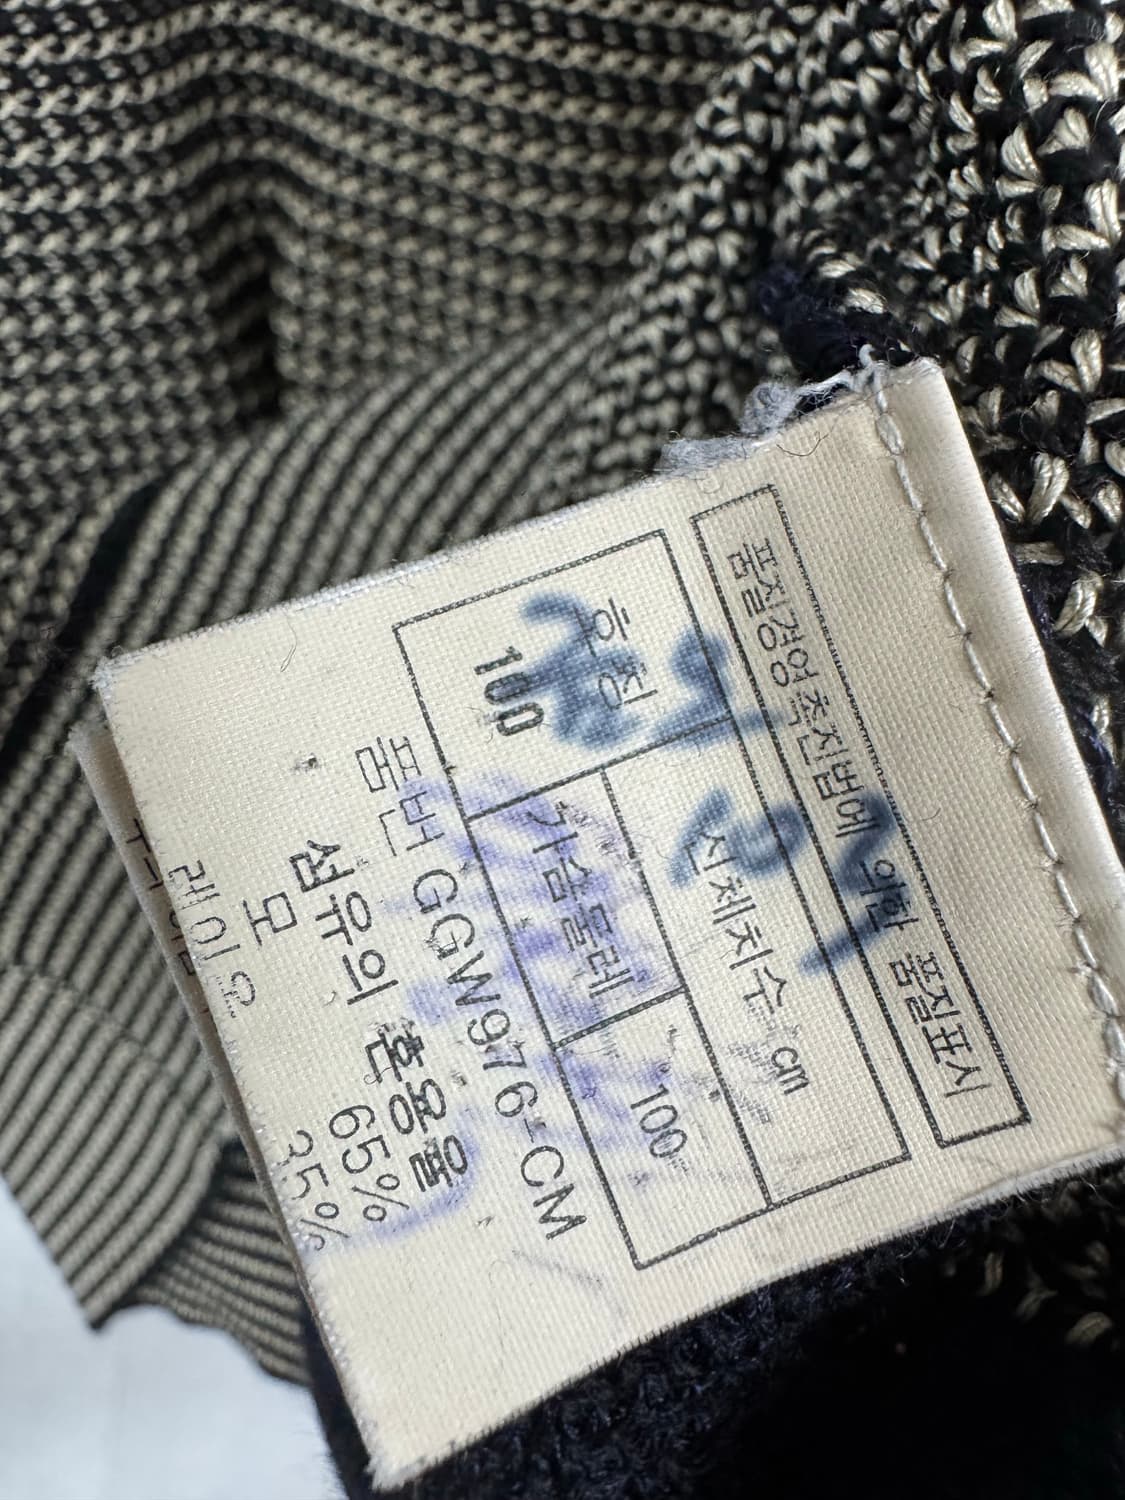 품질경영촉진법에 의한 품질표시
호칭
신체치수 cm
100
가슴둘레
100
품번 GGW976-CM
섬유의 혼용율
모 65%
레이온 35%